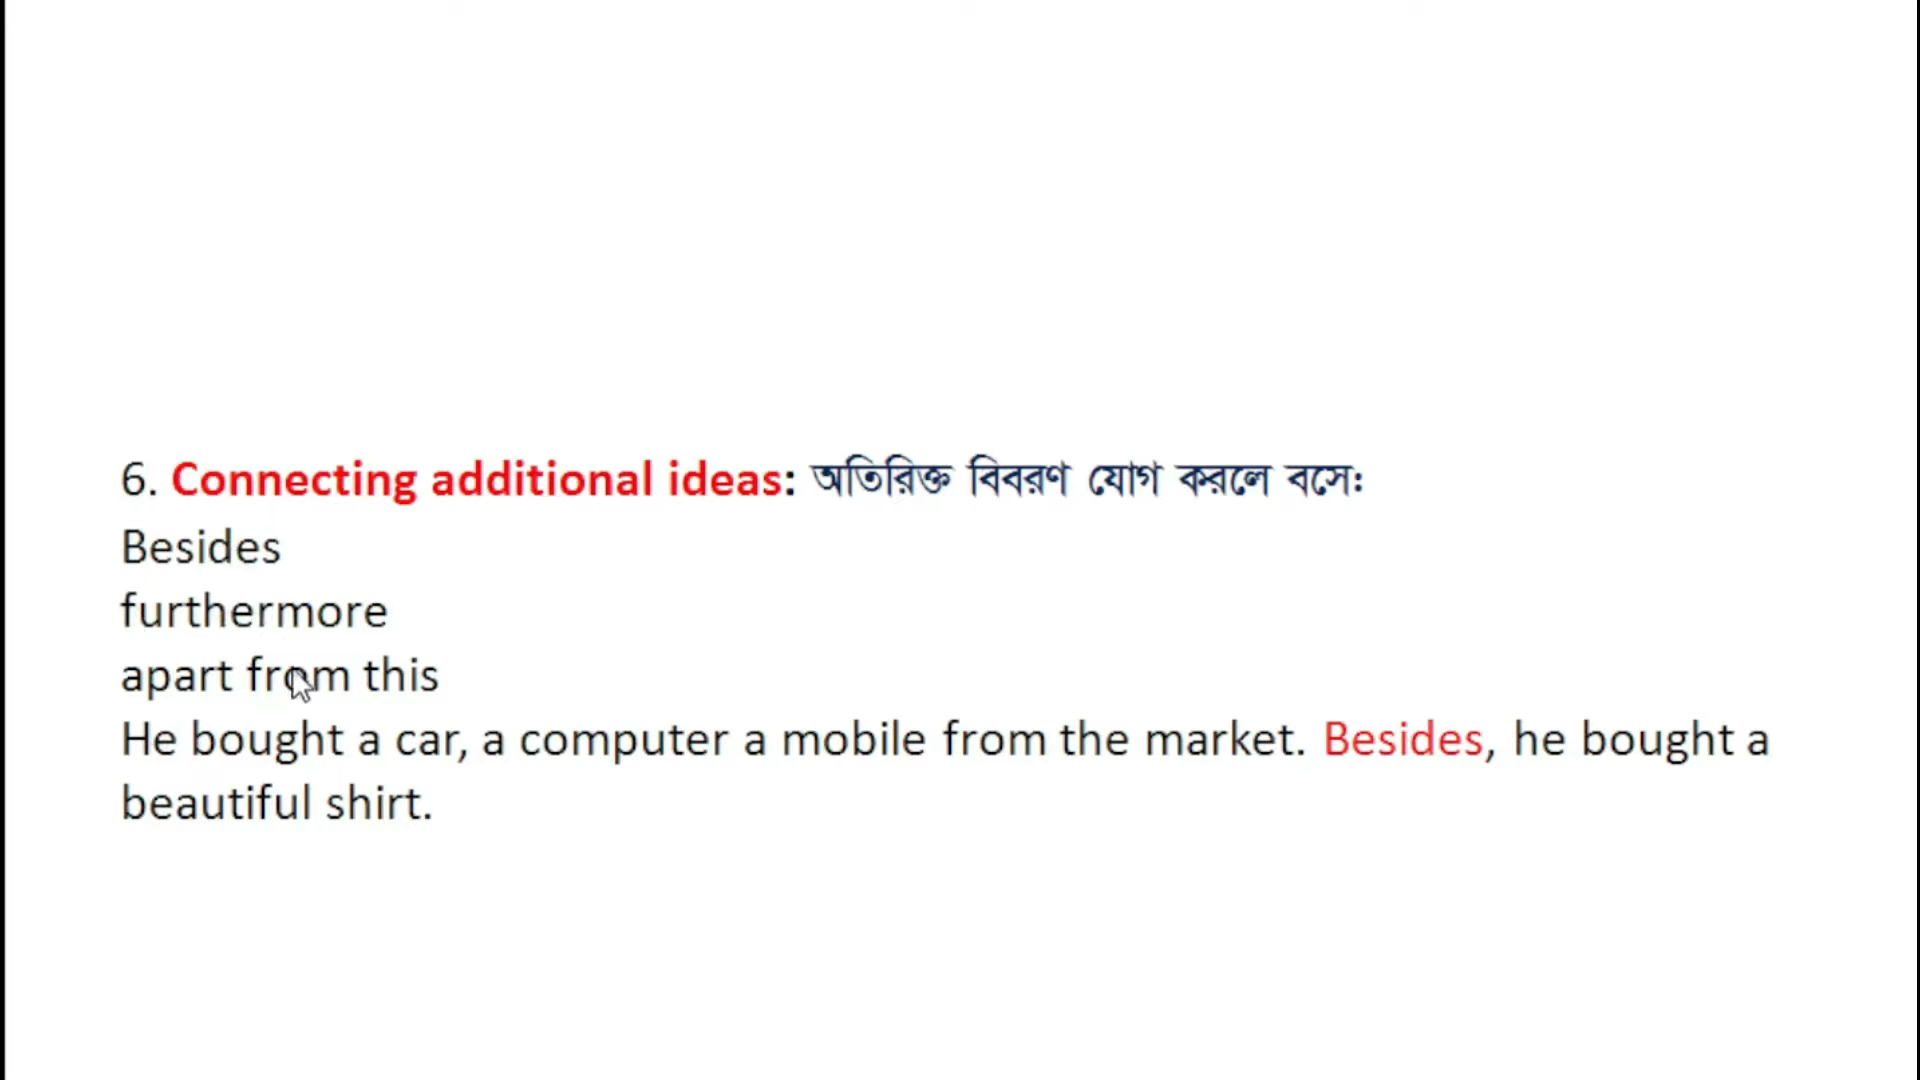 6. Connecting additional ideas: অতিরিক্ত বিবরণ যোগ করলে বসে:
Besides
furthermore
apart from this
He bought a car, a computer a mobile from the market. Besides, he bought a
beautiful shirt.